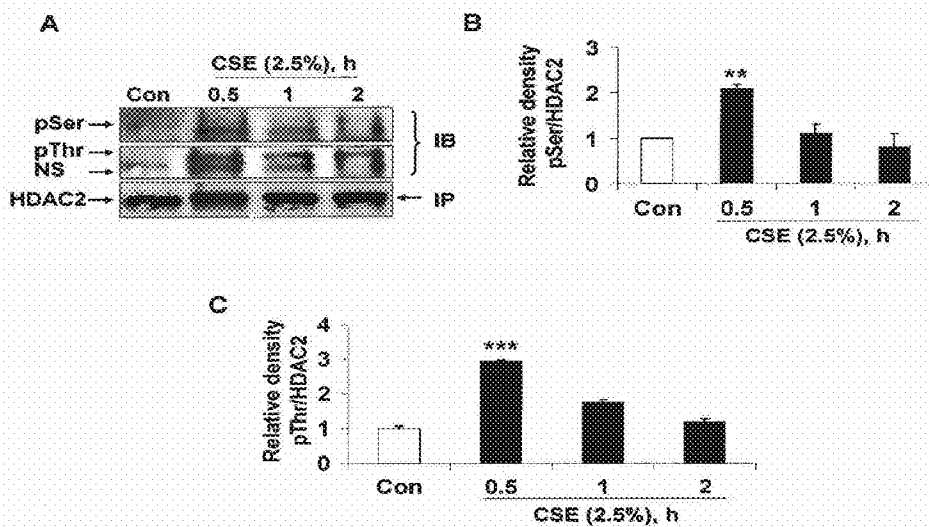 A
CSE (2.5%), h
Con 0.5 1 2
pSer
pThr
NS
HDAC2
IB
IP
B
Relative density
pSer/HDAC2
3
2
1
0
**
Con 0.5 1 2
CSE (2.5%), h
C
Relative density
pThr/HDAC2
4
3
2
1
0
***
Con 0.5 1 2
CSE (2.5%), h